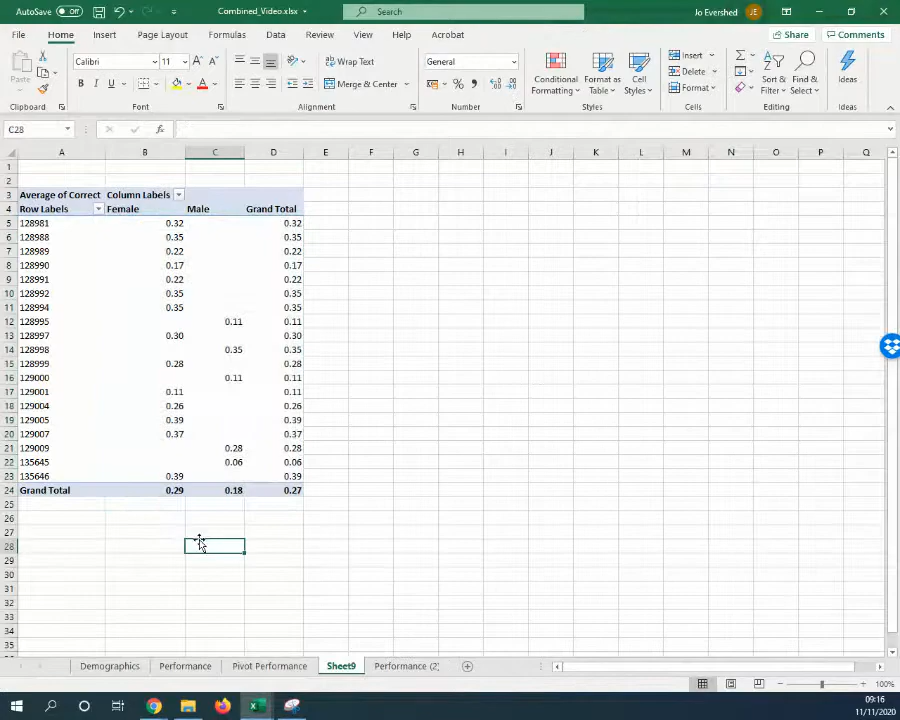 AutoSave Off Combined_Video.xlsx Search Jo Evershed JE
File Home Insert Page Layout Formulas Data Review View Help Acrobat Share Comments
Paste Calibri 11 A A Wrap Text General Conditional Formatting Format as Table Cell Styles Insert Sort & Filter Find & Select Ideas
B I U A Merge & Center % Delete
Format
Clipboard Font Alignment Number Styles Cells Editing Ideas
C28 fx
A B C D E F G H I J K L M N O P Q
1
2
3 Average of Correct Column Labels
4 Row Labels Female Male Grand Total
5 128981 0.32 0.32
6 128988 0.35 0.35
7 128989 0.22 0.22
8 128990 0.17 0.17
9 128991 0.22 0.22
10 128992 0.35 0.35
11 128994 0.35 0.35
12 128995 0.11 0.11
13 128997 0.30 0.30
14 128998 0.35 0.35
15 128999 0.28 0.28
16 129000 0.11 0.11
17 129001 0.11 0.11
18 129004 0.26 0.26
19 129005 0.39 0.39
20 129007 0.37 0.37
21 129009 0.28 0.28
22 135645 0.06 0.06
23 135646 0.39 0.39
24 Grand Total 0.29 0.18 0.27
25
26
27
28
29
30
31
32
33
34
35
Demographics Performance Pivot Performance Sheet9 Performance (2)
100%
09:16
11/11/2020